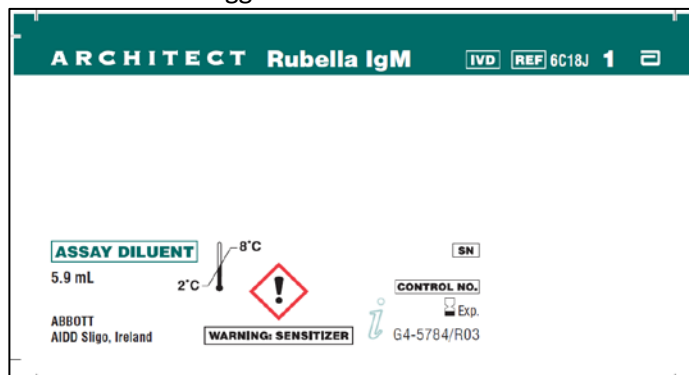 ARCHITECT Rubella IgM IVD REF 6C18J 1
ASSAY DILUENT
5.9 mL
8°C
2°C
ABBOTT
AIDD Sligo, Ireland
!
WARNING: SENSITIZER
SN
CONTROL NO.
Exp.
i
G4-5784/R03